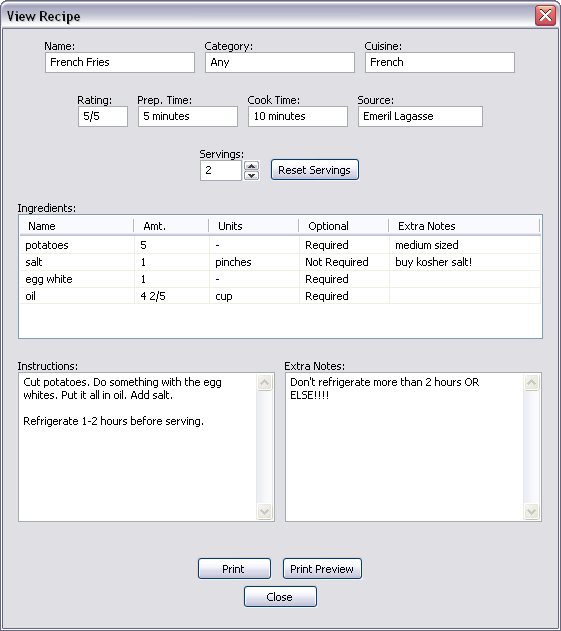 View Recipe
Name: Category: Cuisine:
French Fries Any French
Rating: Prep. Time: Cook Time: Source:
5/5 5 minutes 10 minutes Emeril Lagasse
Servings:
2 Reset Servings
Ingredients:
Name Amt. Units Optional Extra Notes
potatoes 5 - Required medium sized
salt 1 pinches Not Required buy kosher salt!
egg white 1 - Required
oil 4 2/5 cup Required
Instructions:
Cut potatoes. Do something with the egg
whites. Put it all in oil. Add salt.
Refrigerate 1-2 hours before serving.
Extra Notes:
Don't refrigerate more than 2 hours OR
ELSE!!!!
Print Print Preview
Close